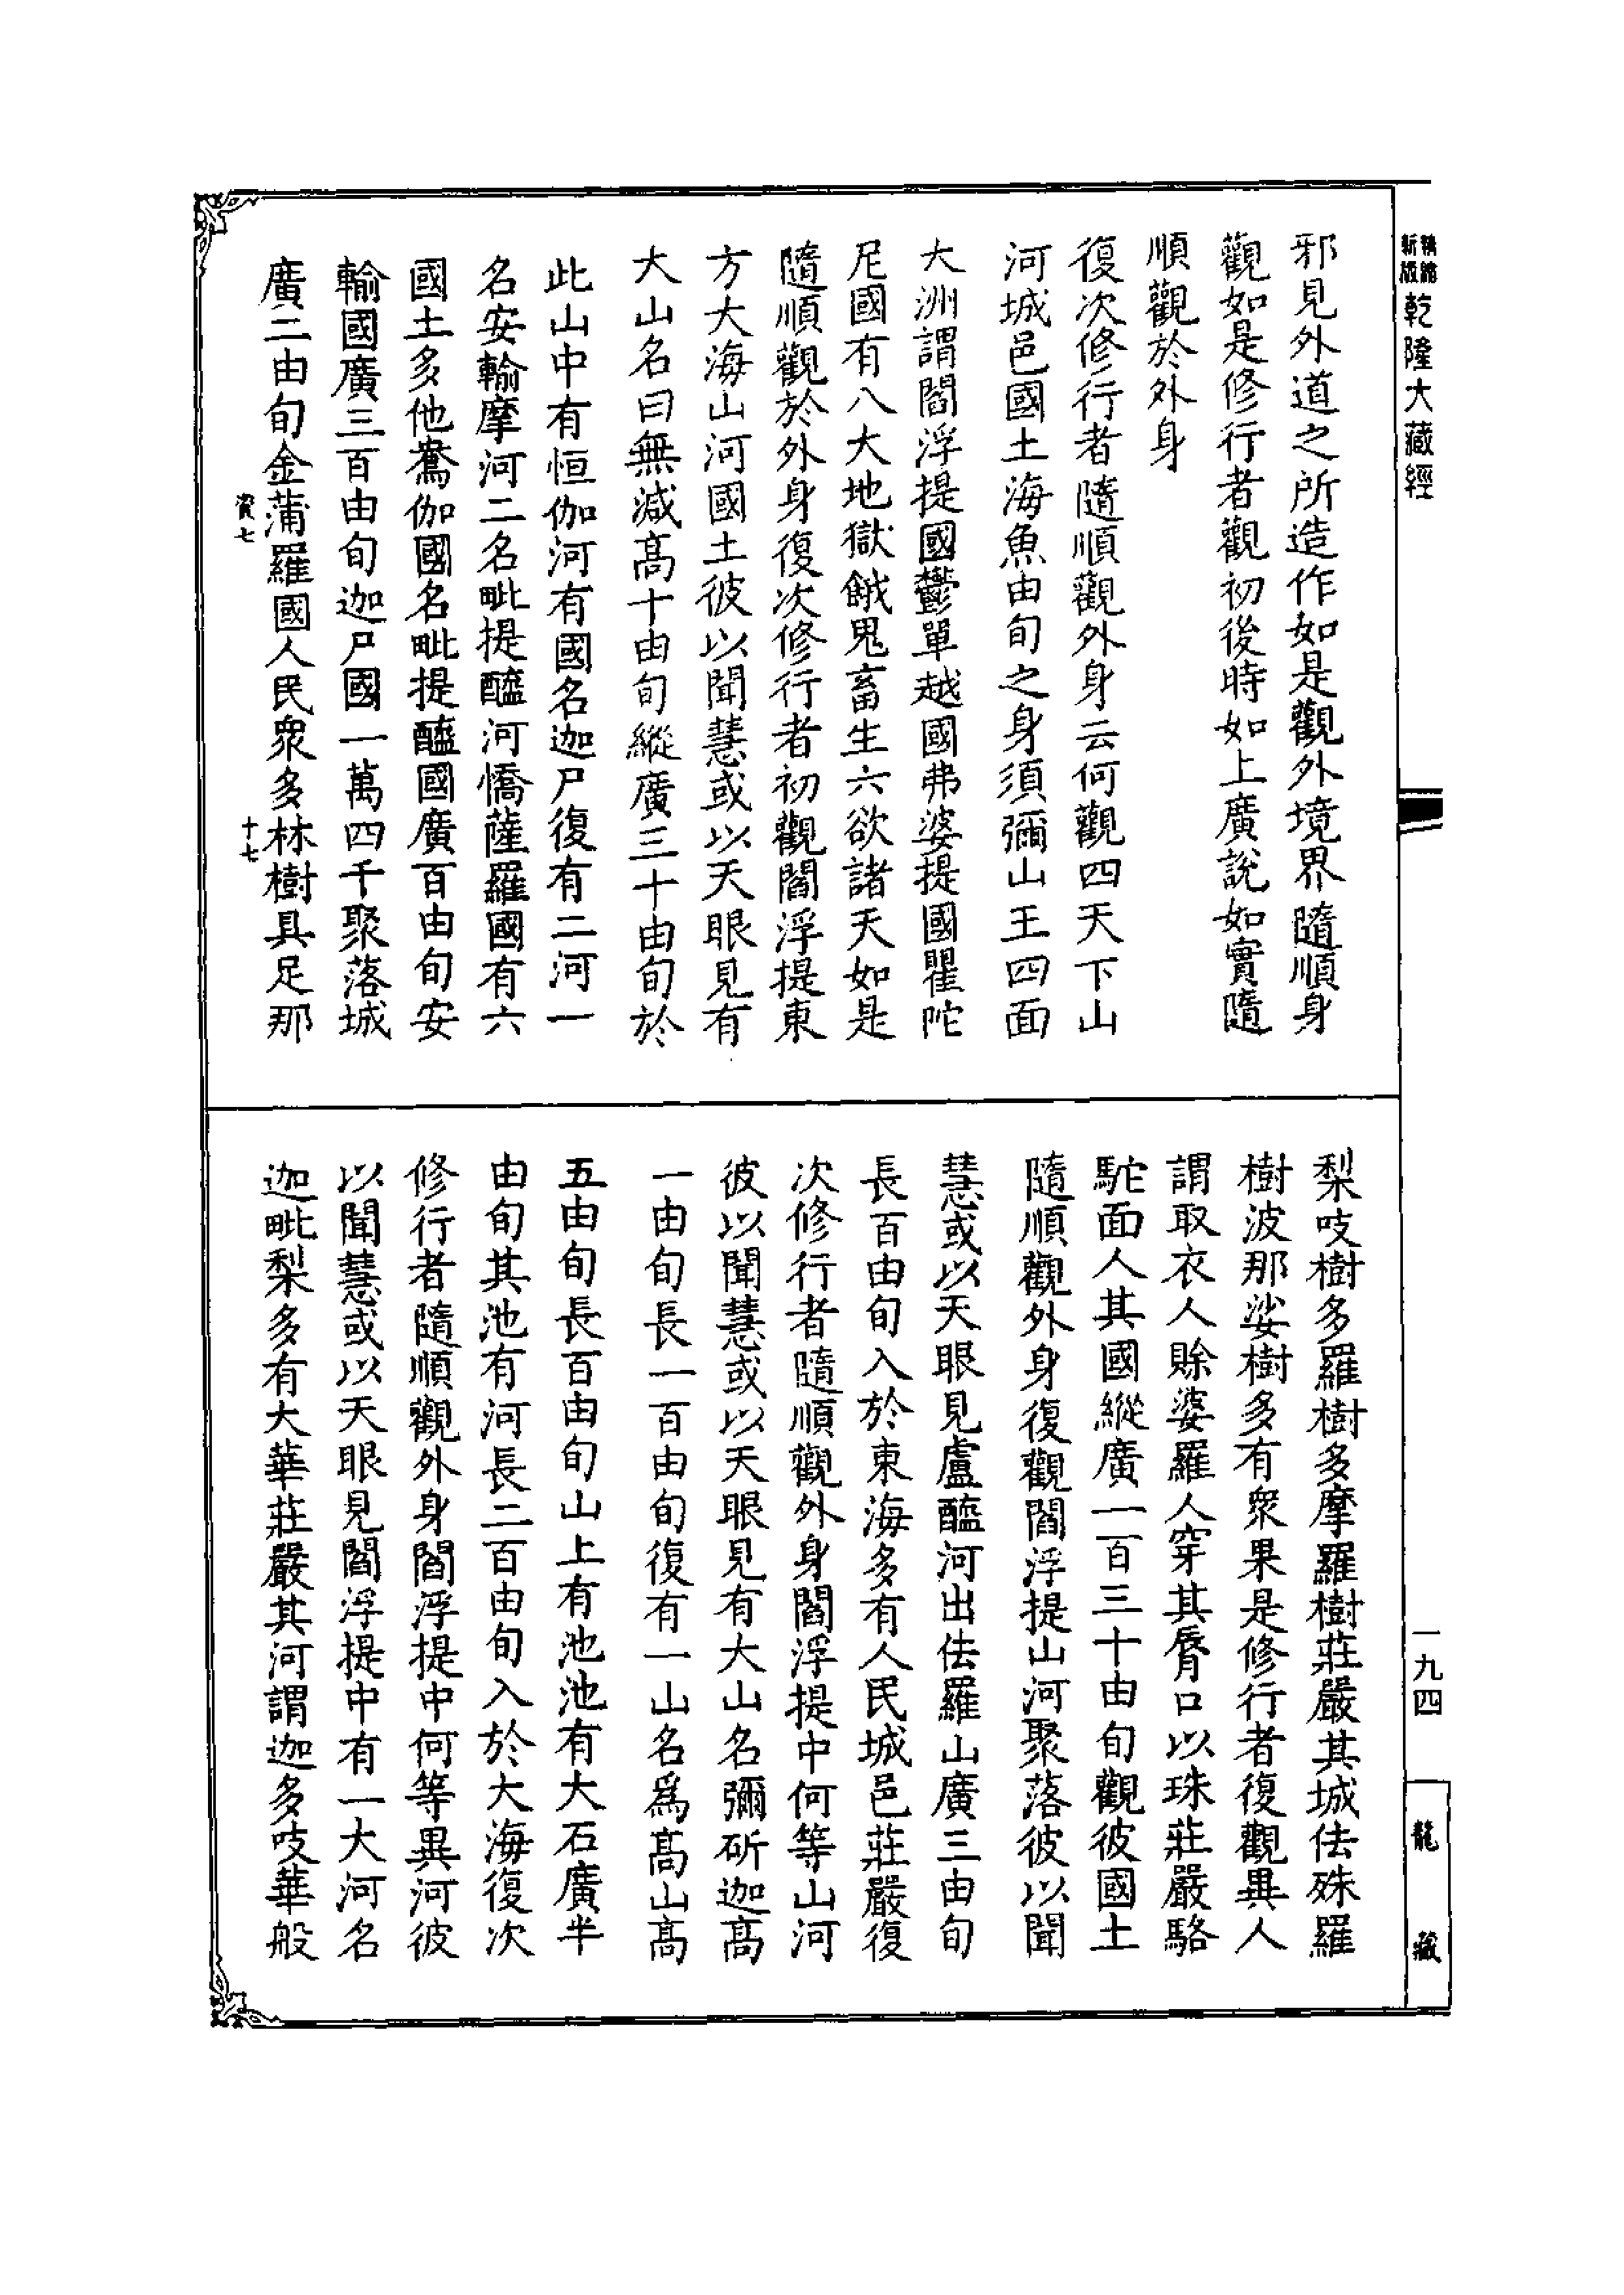 新版精縮乾隆大藏經
一九四
龍藏
邪見外道之所造作如是觀外境界隨順身
觀如是修行者觀初後時如上廣說如實隨
順觀於外身
復次修行者隨順觀外身云何觀四天下山
河城邑國土海魚由旬之身須彌山王四面
大洲謂閻浮提國鬱單越國弗婆提國瞿陀
尼國有八大地獄餓鬼畜生六欲諸天如是
隨順觀於外身復次修行者初觀閻浮提東
方大海山河國土彼以聞慧或以天眼見有
大山名曰無減高十由旬縱廣三十由旬於
此山中有恒伽河有國名迦尸復有二河一
名安輸摩河二名毗提醯河憍薩羅國有六
國土多他鴦伽國名毗提醯國廣百由旬安
輸國廣三百由旬迦尸國一萬四千聚落城
廣二由旬金蒲羅國人民衆多林樹具足那
資七
十七
梨吱樹多羅樹多摩羅樹莊嚴其城佉殊羅
樹波那娑樹多有衆果是修行者復觀異人
謂取衣人賒婆羅人穿其脣口以珠莊嚴駱
駝面人其國縱廣一百三十由旬觀彼國土
隨順觀外身復觀閻浮提山河聚落彼以聞
慧或以天眼見盧醯河出佉羅山廣三由旬
長百由旬入於東海多有人民城邑莊嚴復
次修行者隨順觀外身閻浮提中何等山河
彼以聞慧或以天眼見有大山名彌斫迦高
一由旬長一百由旬復有一山名爲高山高
五由旬長百由旬山上有池池有大石廣半
由旬其池有河長二百由旬入於大海復次
修行者隨順觀外身閻浮提中何等異河彼
以聞慧或以天眼見閻浮提中有一大河名
迦毗梨多有大華莊嚴其河謂迦多吱華般